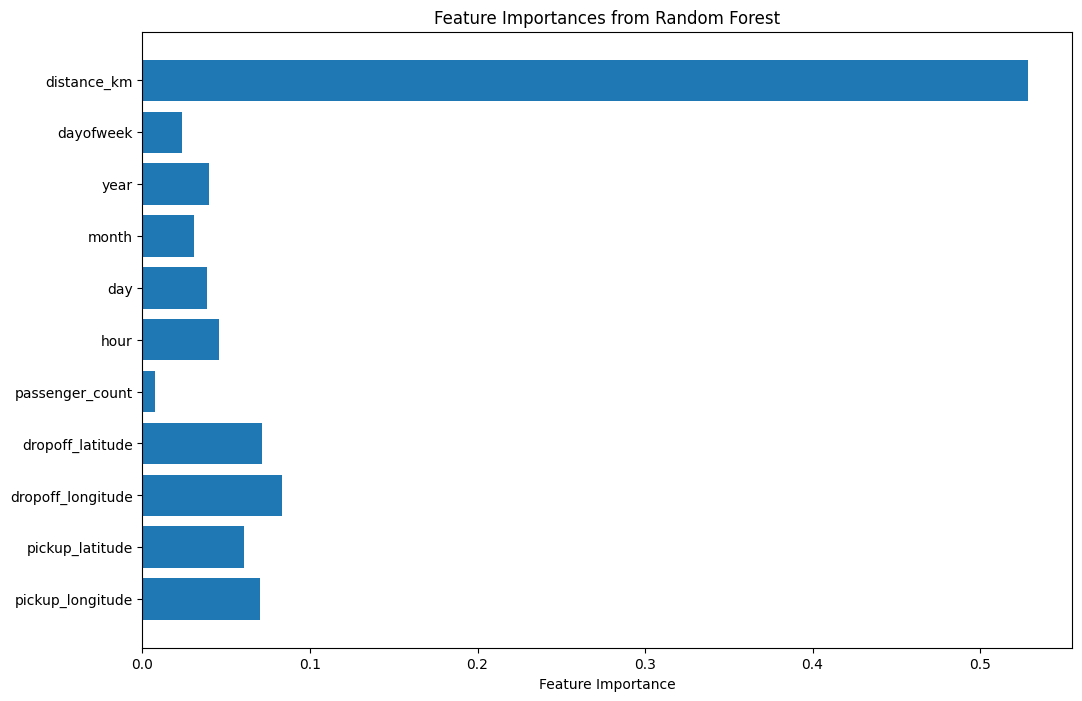 Feature Importances from Random Forest
distance_km
dayofweek
year
month
day
hour
passenger_count
dropoff_latitude
dropoff_longitude
pickup_latitude
pickup_longitude
0.0 0.1 0.2 0.3 0.4 0.5
Feature Importance